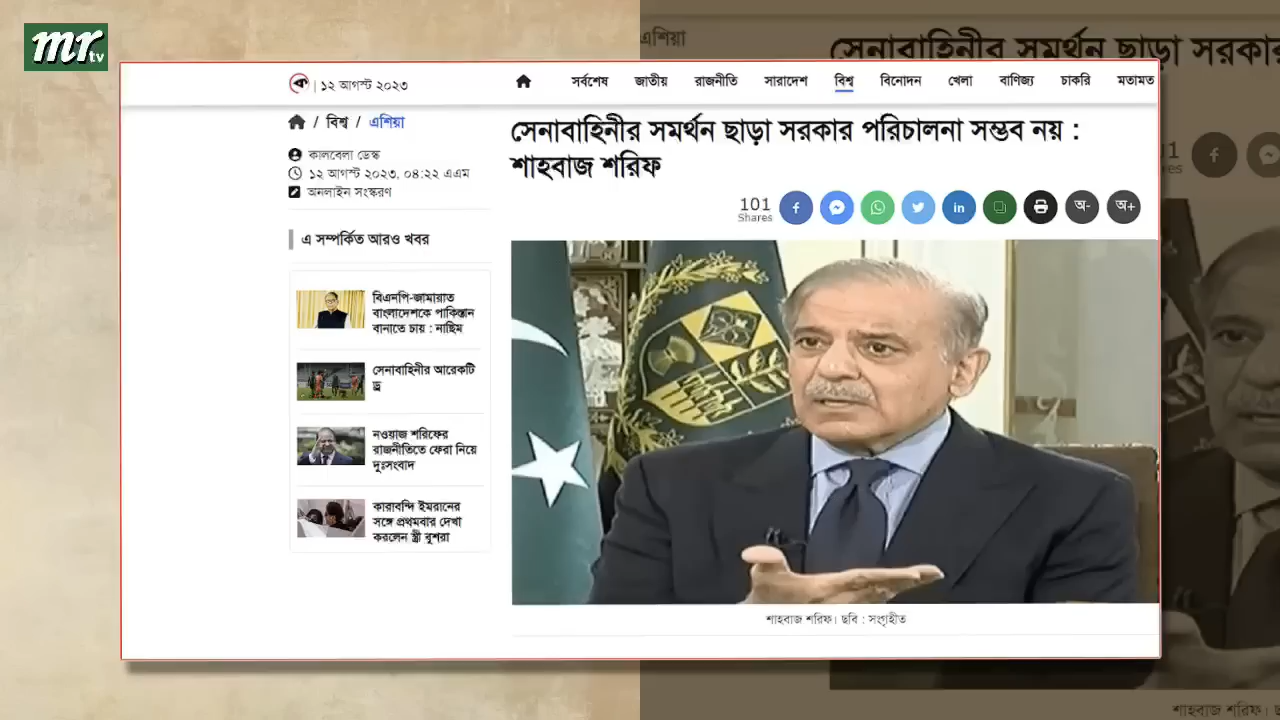 mr tv
এশিয়া
সেনাবাহিনীর সমর্থন ছাড়া সরকার
| ১২ আগস্ট ২০২৩
সর্বশেষ জাতীয় রাজনীতি সারাদেশ বিশ্ব বিনোদন খেলা বাণিজ্য চাকরি মতামত
/ বিশ্ব / এশিয়া
কালবেলা ডেস্ক
১২ আগস্ট ২০২৩, ০৪:২২ এএম
অনলাইন সংস্করণ
এ সম্পর্কিত আরও খবর
বিএনপি-জামায়াত
বাংলাদেশকে পাকিস্তান
বানাতে চায় : নাছিম
সেনাবাহিনীর আরেকটি
ড্র
নওয়াজ শরিফের
রাজনীতিতে ফেরা নিয়ে
দুঃসংবাদ
কারাবন্দি ইমরানের
সঙ্গে প্রথমবার দেখা
করলেন স্ত্রী বুশরা
সেনাবাহিনীর সমর্থন ছাড়া সরকার পরিচালনা সম্ভব নয় :
শাহবাজ শরিফ
101
Shares
অ- অ+
শাহবাজ শরিফ। ছবি : সংগৃহীত
শাহবাজ শরিফ।